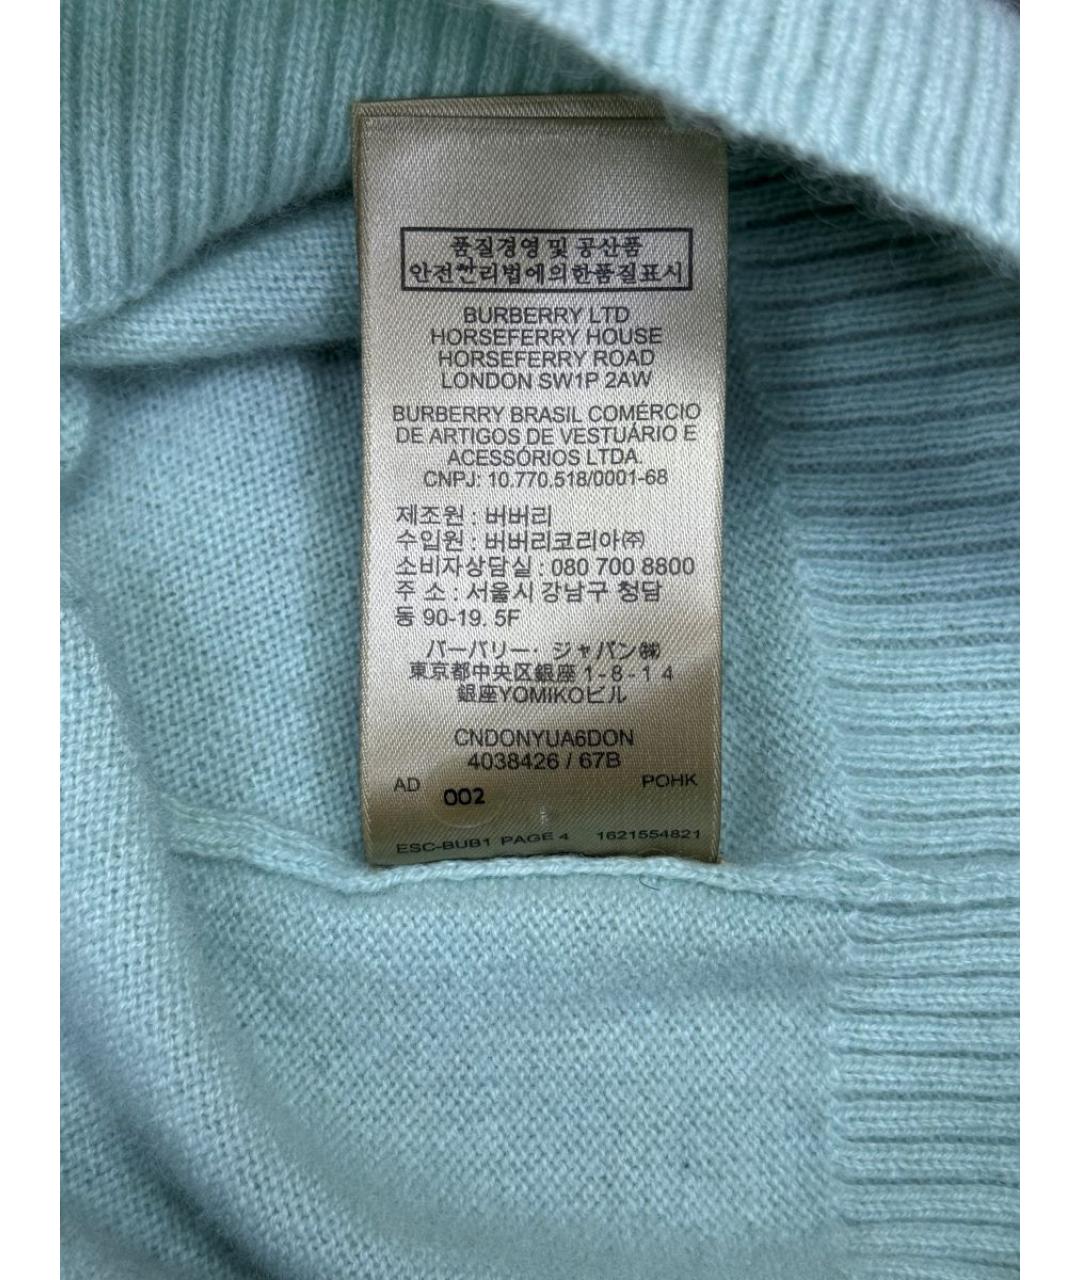 품질경영 및 공산품
안전관리법에의한품질표시
BURBERRY LTD
HORSEFERRY HOUSE
HORSEFERRY ROAD
LONDON SW1P 2AW
BURBERRY BRASIL COMÉRCIO
DE ARTIGOS DE VESTUÁRIO E
ACESSÓRIOS LTDA.
CNPJ: 10.770.518/0001-68
제조원 : 버버리
수입원 : 버버리코리아㈜
소비자상담실 : 080 700 8800
주 소 : 서울시 강남구 청담
동 90-19. 5F
バーバリー・ジャパン㈱
東京都中央区銀座 1-8-1 4
銀座YOMIKOビル
CNDONYUA6DON
4038426 / 67B
AD 002 POHK
ESC-BUB1 PAGE 4 1621554821